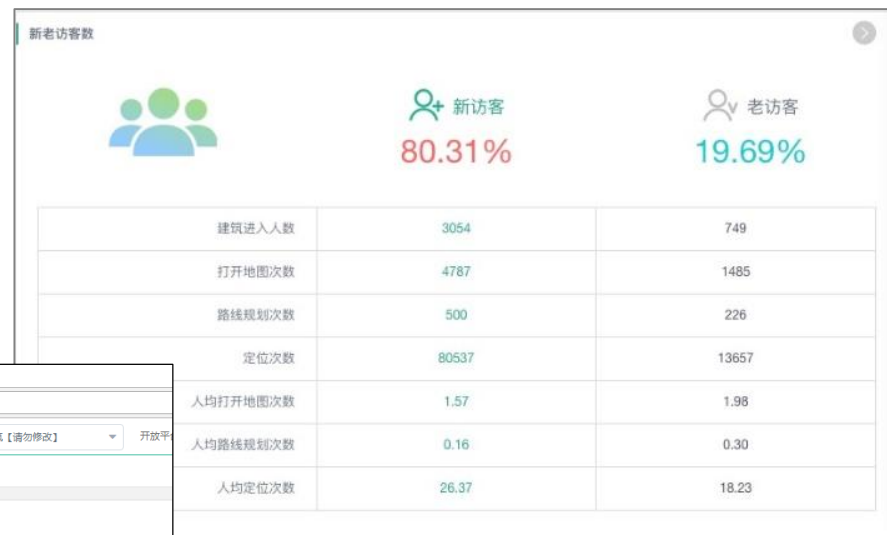 新老访客数
新访客 老访客
80.31% 19.69%
建筑进入人数 3054 749
打开地图次数 4787 1485
路线规划次数 500 226
定位次数 80537 13657
人均打开地图次数 1.57 1.98
【请勿修改】 开放平
人均路线规划次数 0.16 0.30
人均定位次数 26.37 18.23